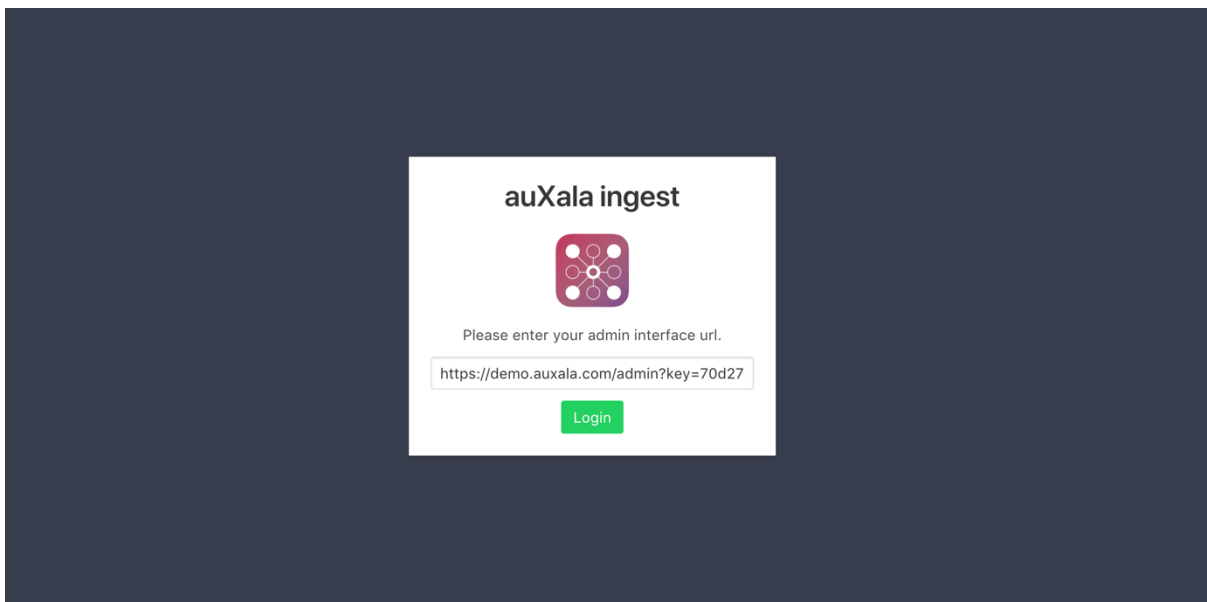 auXala ingest
Please enter your admin interface url.
https://demo.auxala.com/admin?key=70d27
Login